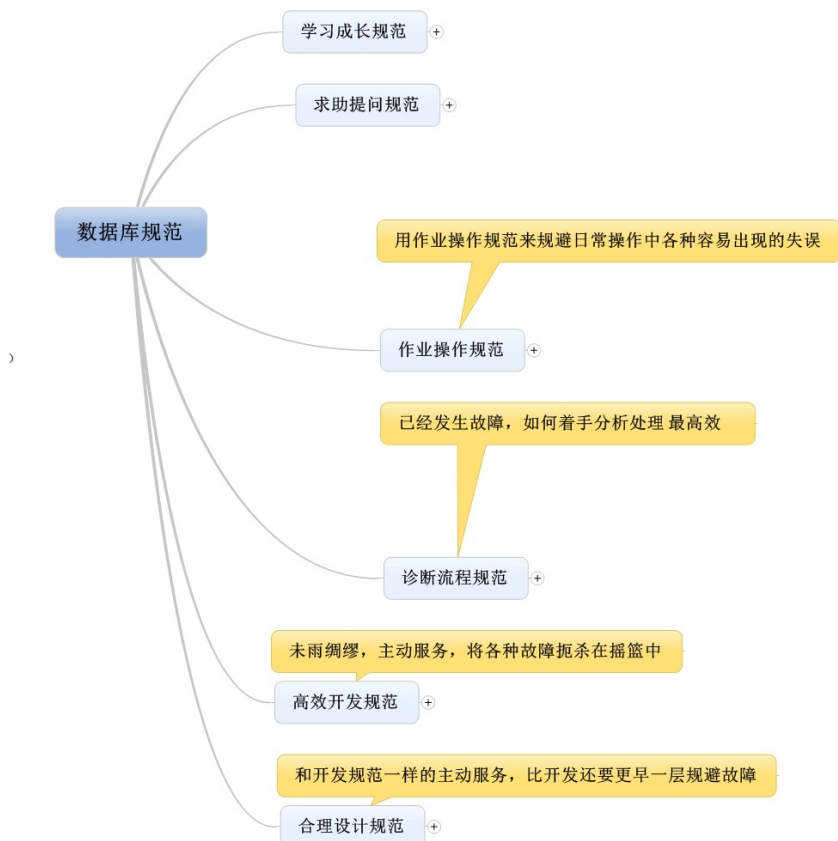 学习成长规范
求助提问规范
数据库规范
用作业操作规范来规避日常操作中各种容易出现的失误
作业操作规范
）
已经发生故障，如何着手分析处理 最高效
诊断流程规范
未雨绸缪，主动服务，将各种故障扼杀在摇篮中
高效开发规范
和开发规范一样的主动服务，比开发还要更早一层规避故障
合理设计规范